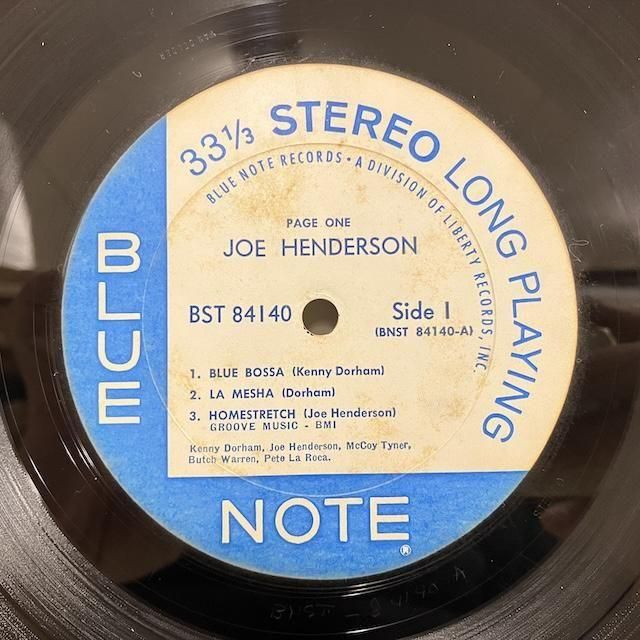 33⅓ STEREO LONG PLAYING
BLUE NOTE RECORDS • A DIVISION OF LIBERTY RECORDS, INC.
PAGE ONE
JOE HENDERSON
BST 84140
Side 1
(BNST 84140-A)
1. BLUE BOSSA (Kenny Dorham)
2. LA MESHA (Dorham)
3. HOMESTRETCH (Joe Henderson)
GROOVE MUSIC - BMI
Kenny Dorham, Joe Henderson, McCoy Tyner,
Butch Warren, Pete La Roca.
BLUE
NOTE®